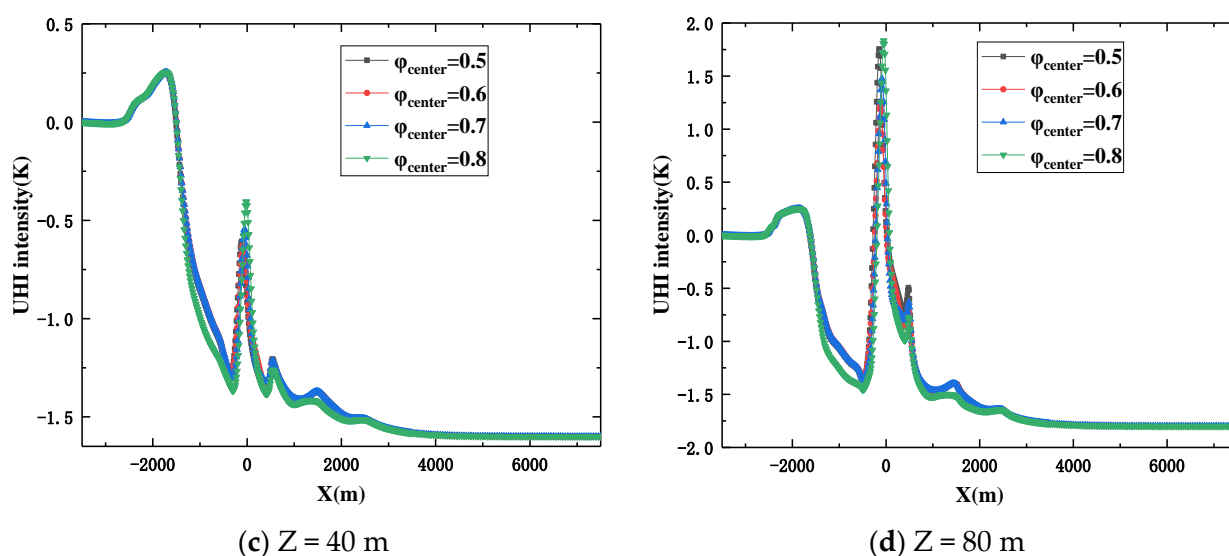 0.5
0.0
-0.5
-1.0
-1.5
UHI intensity(K)
φcenter=0.5
φcenter=0.6
φcenter=0.7
φcenter=0.8
-2000 0 2000 4000 6000
X(m)
(c) Z = 40 m
2.0
1.5
1.0
0.5
0.0
-0.5
-1.0
-1.5
-2.0
UHI intensity(K)
φcenter=0.5
φcenter=0.6
φcenter=0.7
φcenter=0.8
-2000 0 2000 4000 6000
X(m)
(d) Z = 80 m